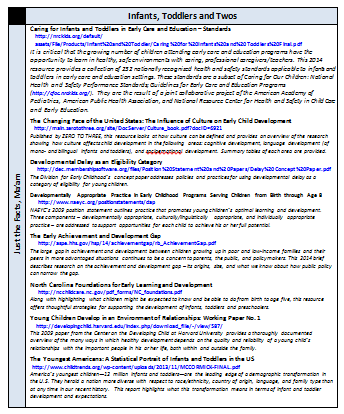 Infants, Toddlers and Twos
Just the Facts, Ma'am
Caring for Infants and Toddlers in Early Care and Education – Standards
http://nrckids.org/default/
assets/File/Products/Infant%20and%20Toddler/Caring%20for%20Infants%20and%20ToddlersFinal.pdf
It is critical that the growing number of children attending early care and education programs have the
opportunity to learn in healthy, safe environments with caring, professional caregivers/teachers. This 2014
resource provides a collection of 253 nationally recognized health and safety standards applicable to infants and
toddlers in early care and education settings. These standards are a subset of Caring for Our Children: National
Health and Safety Performance Standards; Guidelines for Early Care and Education Programs
(http://cfoc.nrckids.org/). They are the result of a joint collaborative project of the American Academy of
Pediatrics, American Public Health Association, and National Resource Center for Health and Safety in Child Care
and Early Education.
The Changing Face of the United States: The Influence of Culture on Early Child Development
http://main.zerotothree.org/site/DocServer/Culture_book.pdf?docID=6921
Published by ZERO TO THREE, this resource looks at how culture can be defined and provides an overview of the research
showing how culture affects child development in the following areas: cognitive development, language development (of
mono- and bilingual infants and toddlers), and socioemotional development. Summary tables of each area are provided.
Developmental Delay as an Eligibility Category
http://dec.membershipsoftware.org/files/Position%20Statement%20and%20Papers/Delay%20Concept%20Paper.pdf
The Division for Early Childhood's concept paper addresses policies and practices for using developmental delay as a
category of eligibility for young children.
Developmentally Appropriate Practice in Early Childhood Programs Serving Children from Birth through Age 8
http://www.naeyc.org/positionstatements/dap
NAEYC's 2009 position statement outlines practice that promotes young children's optimal learning and development.
Three components – developmentally appropriate, culturally/linguistically appropriate, and individually appropriate
practice – are addressed to support opportunities for each child to achieve his or her full potential.
The Early Achievement and Development Gap
http://aspe.hhs.gov/hsp/14/achievementgaps/rb_AchievementGap.pdf
The large gap in achievement and development between children growing up in poor and low-income families and their
peers in more advantaged situations continues to be a concern to parents, the public, and policymakers. This 2014 brief
describes research on the achievement and development gap – its origins, size, and what we know about how public policy
can narrow the gap.
North Carolina Foundations for Early Learning and Development
http://ncchildcare.nc.gov/pdf_forms/NC_foundations.pdf
Along with highlighting what children might be expected to know and be able to do from birth to age five, this resource
offers thoughtful strategies for supporting the development of infants, toddlers and preschoolers.
Young Children Develop in an Environment of Relationships: Working Paper No. 1
http://developingchild.harvard.edu/index.php/download_file/-/view/587/
This 2009 paper from the Center on the Developing Child at Harvard University provides a thoroughly documented
overview of the many ways in which healthy development depends on the quality and reliability of a young child's
relationships with the important people in his or her life, both within and outside the family.
The Youngest Americans: A Statistical Portrait of Infants and Toddlers in the US
http://www.childtrends.org/wp-content/uploads/2013/11/MCCORMICK-FINAL.pdf
America's youngest children—12 million infants and toddlers—are the leading edge of a demographic transformation in
the U.S. They herald a nation more diverse with respect to race/ethnicity, country of origin, language, and family type than
at any time in our recent history. This report highlights what this transformation means in terms of infant and toddler
development and expectations.